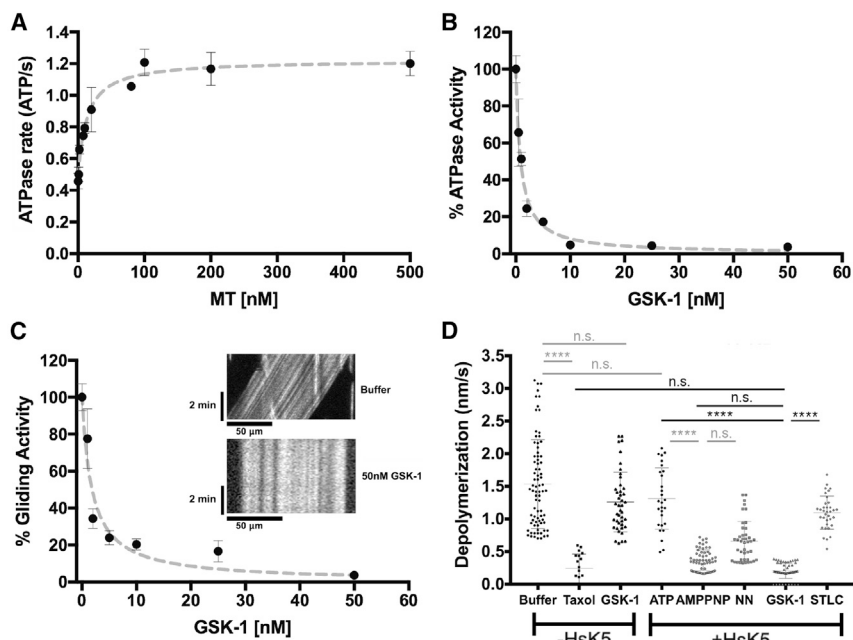 A
1.4
1.2
1.0
0.8
0.6
0.4
0.2
0.0
ATPase rate (ATP/s)
0 100 200 300 400 500
MT [nM]
B
120
100
80
60
40
20
0
% ATPase Activity
0 10 20 30 40 50 60
GSK-1 [nM]
C
120
100
80
60
40
20
0
% Gliding Activity
0 10 20 30 40 50 60
GSK-1 [nM]
Buffer
2 min
50 μm
50nM GSK-1
2 min
50 μm
D
n.s.
****
n.s.
n.s.
n.s.
**** ****
**** n.s.
3.5
3.0
2.5
2.0
1.5
1.0
0.5
0.0
Depolymerization (nm/s)
Buffer Taxol GSK-1 ATP AMPPNP NN GSK-1 STLC
-HsK5 +HsK5